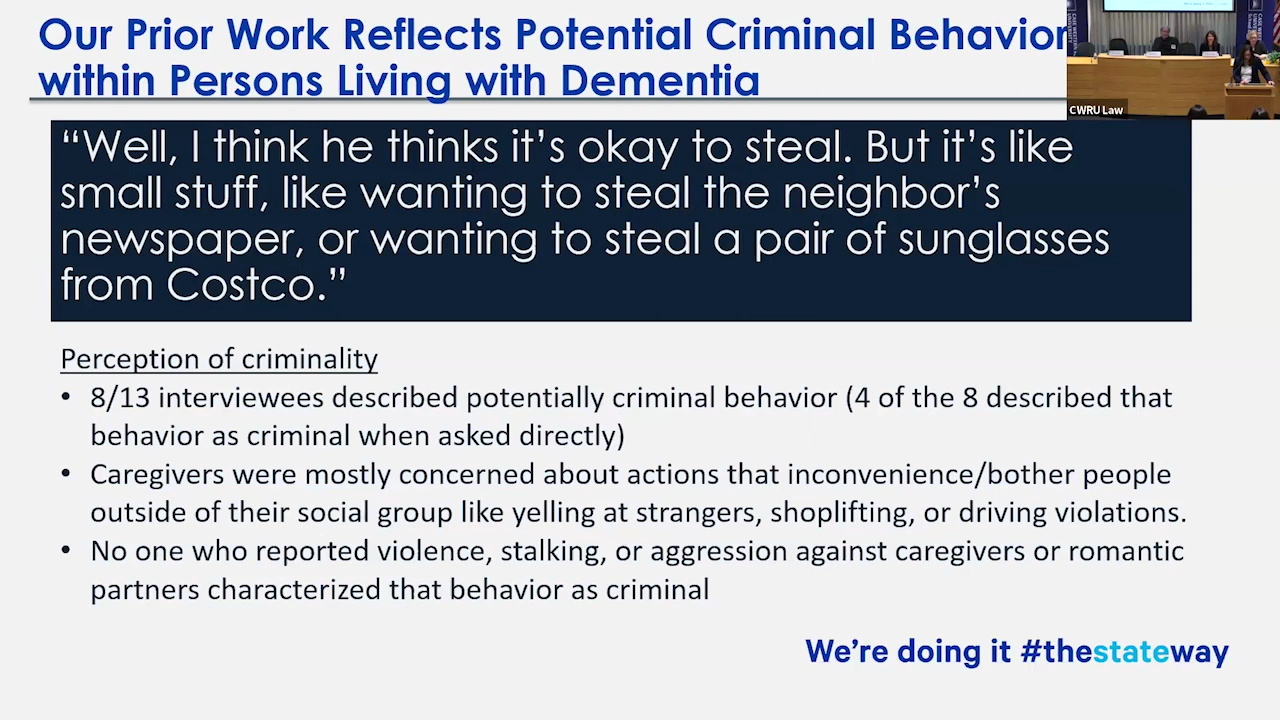 Our Prior Work Reflects Potential Criminal Behavior
within Persons Living with Dementia
CWRU Law
“Well, I think he thinks it’s okay to steal. But it’s like
small stuff, like wanting to steal the neighbor’s
newspaper, or wanting to steal a pair of sunglasses
from Costco.”
Perception of criminality
• 8/13 interviewees described potentially criminal behavior (4 of the 8 described that
behavior as criminal when asked directly)
• Caregivers were mostly concerned about actions that inconvenience/bother people
outside of their social group like yelling at strangers, shoplifting, or driving violations.
• No one who reported violence, stalking, or aggression against caregivers or romantic
partners characterized that behavior as criminal
We’re doing it #thestateway